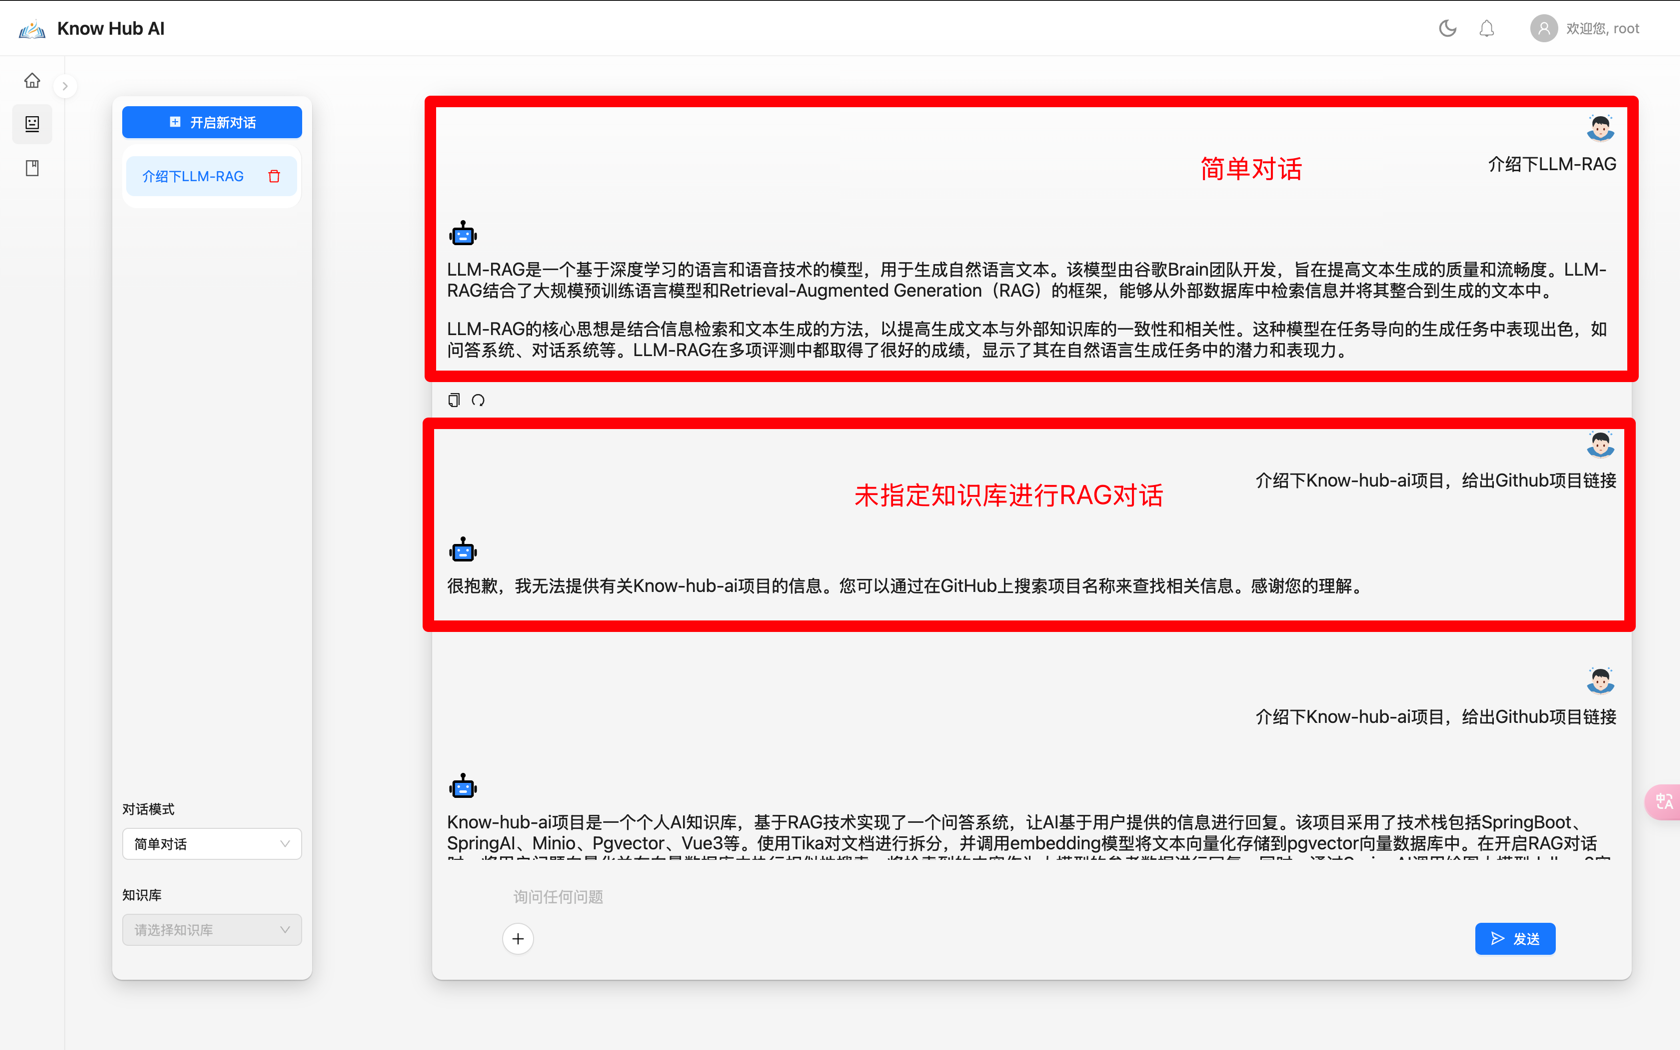 Know Hub AI
欢迎您, root
开启新对话
介绍下LLM-RAG
简单对话
介绍下LLM-RAG
LLM-RAG是一个基于深度学习的语言和语音技术的模型，用于生成自然语言文本。该模型由谷歌Brain团队开发，旨在提高文本生成的质量和流畅度。LLM-
RAG结合了大规模预训练语言模型和Retrieval-Augmented Generation（RAG）的框架，能够从外部数据库中检索信息并将其整合到生成的文本中。
LLM-RAG的核心思想是结合信息检索和文本生成的方法，以提高生成文本与外部知识库的一致性和相关性。这种模型在任务导向的生成任务中表现出色，如
问答系统、对话系统等。LLM-RAG在多项评测中都取得了很好的成绩，显示了其在自然语言生成任务中的潜力和表现力。
介绍下Know-hub-ai项目，给出Github项目链接
未指定知识库进行RAG对话
很抱歉，我无法提供有关Know-hub-ai项目的信息。您可以通过在GitHub上搜索项目名称来查找相关信息。感谢您的理解。
介绍下Know-hub-ai项目，给出Github项目链接
Know-hub-ai项目是一个个人AI知识库，基于RAG技术实现了一个问答系统，让AI基于用户提供的信息进行回复。该项目采用了技术栈包括SpringBoot、
SpringAI、Minio、Pgvector、Vue3等。使用Tika对文档进行拆分，并调用embedding模型将文本向量化存储到pgvector向量数据库中。在开启RAG对话
对话模式
简单对话
知识库
请选择知识库
询问任何问题
发送